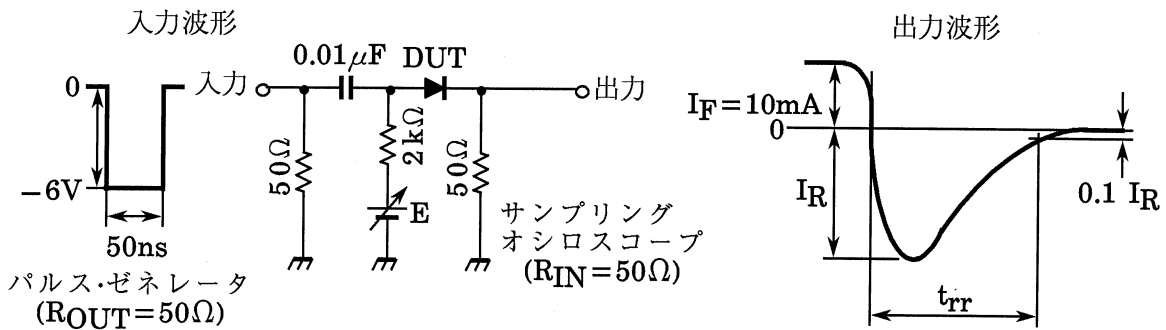 入力波形
0
−6V
50ns
パルス・ゼネレータ
(ROUT=50Ω)
入力
0.01μF
DUT
50Ω
2kΩ
E
50Ω
出力
サンプリング
オシロスコープ
(RIN=50Ω)
出力波形
IF=10mA
0
IR
0.1 IR
trr